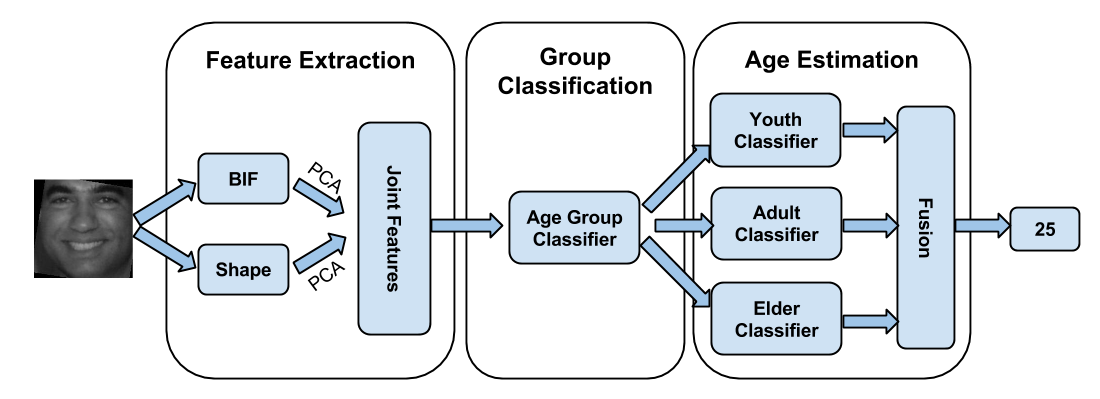 Feature Extraction
Group
Classification
Age Estimation
BIF
PCA
Shape
PCA
Joint Features
Age Group
Classifier
Youth
Classifier
Adult
Classifier
Elder
Classifier
Fusion
25